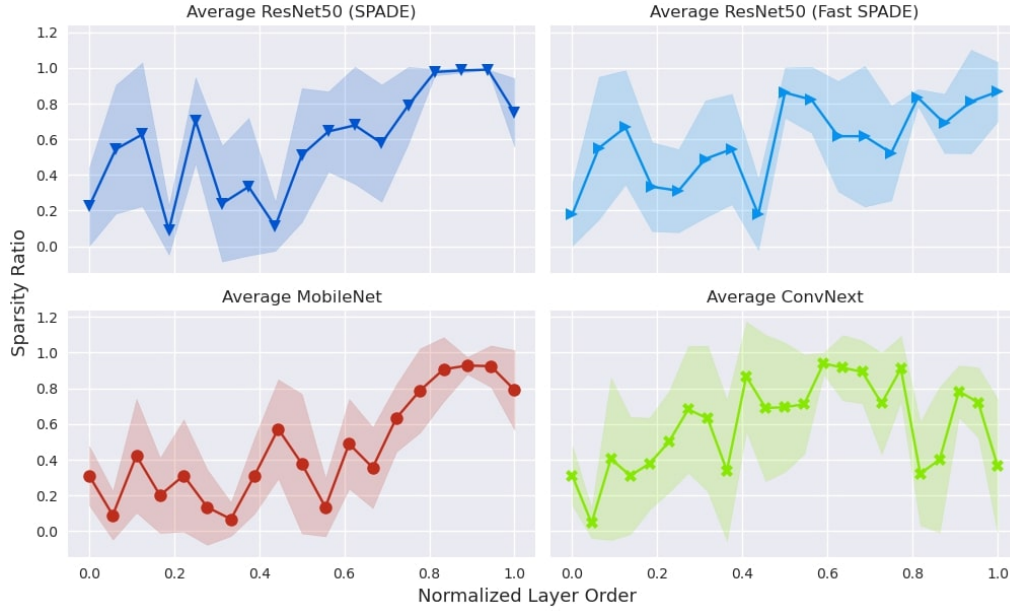 Average ResNet50 (SPADE)
Average ResNet50 (Fast SPADE)
1.2
1.0
0.8
0.6
0.4
0.2
0.0
Average MobileNet
Average ConvNext
1.2
1.0
0.8
0.6
0.4
0.2
0.0
Sparsity Ratio
0.0 0.2 0.4 0.6 0.8 1.0
0.0 0.2 0.4 0.6 0.8 1.0
Normalized Layer Order